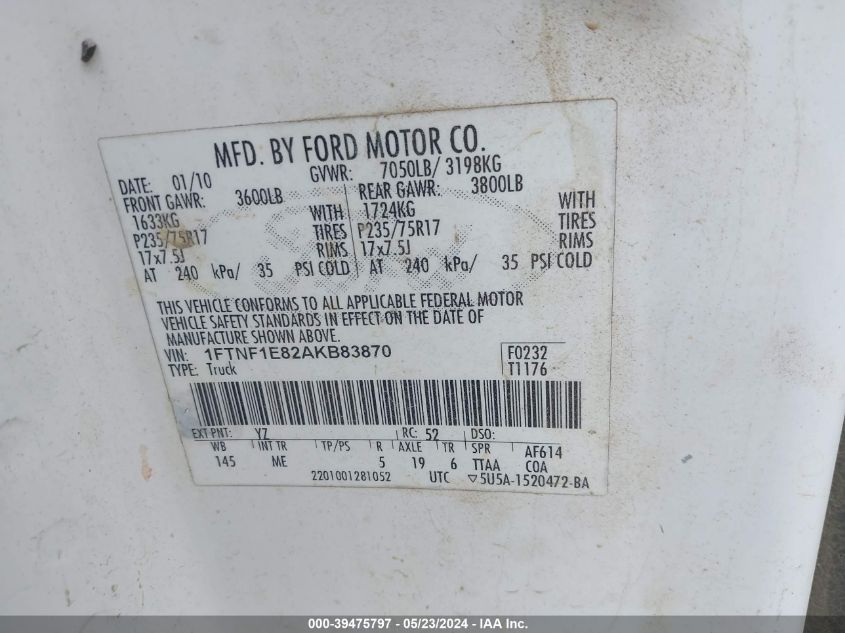 MFD. BY FORD MOTOR CO.
DATE: 01/10 GVWR: 7050LB/ 3198KG
FRONT GAWR: 3600LB REAR GAWR: 3800LB
1633KG WITH 1724KG WITH
P235/75R17 TIRES P235/75R17 TIRES
17x7.5J RIMS 17x7.5J RIMS
AT 240 kPa/ 35 PSI COLD AT 240 kPa/ 35 PSI COLD
THIS VEHICLE CONFORMS TO ALL APPLICABLE FEDERAL MOTOR
VEHICLE SAFETY STANDARDS IN EFFECT ON THE DATE OF
MANUFACTURE SHOWN ABOVE.
VIN: 1FTNF1E82AKB83870 F0232
TYPE: Truck T1176
EXT PNT: YZ RC: 52 DSO:
WB INT TR TP/PS R AXLE TR SPR AF614
145 ME 5 19 6 TTAA COA
2201001281052 UTC ▽5U5A-1520472-BA
000-39475797 - 05/23/2024 - IAA Inc.